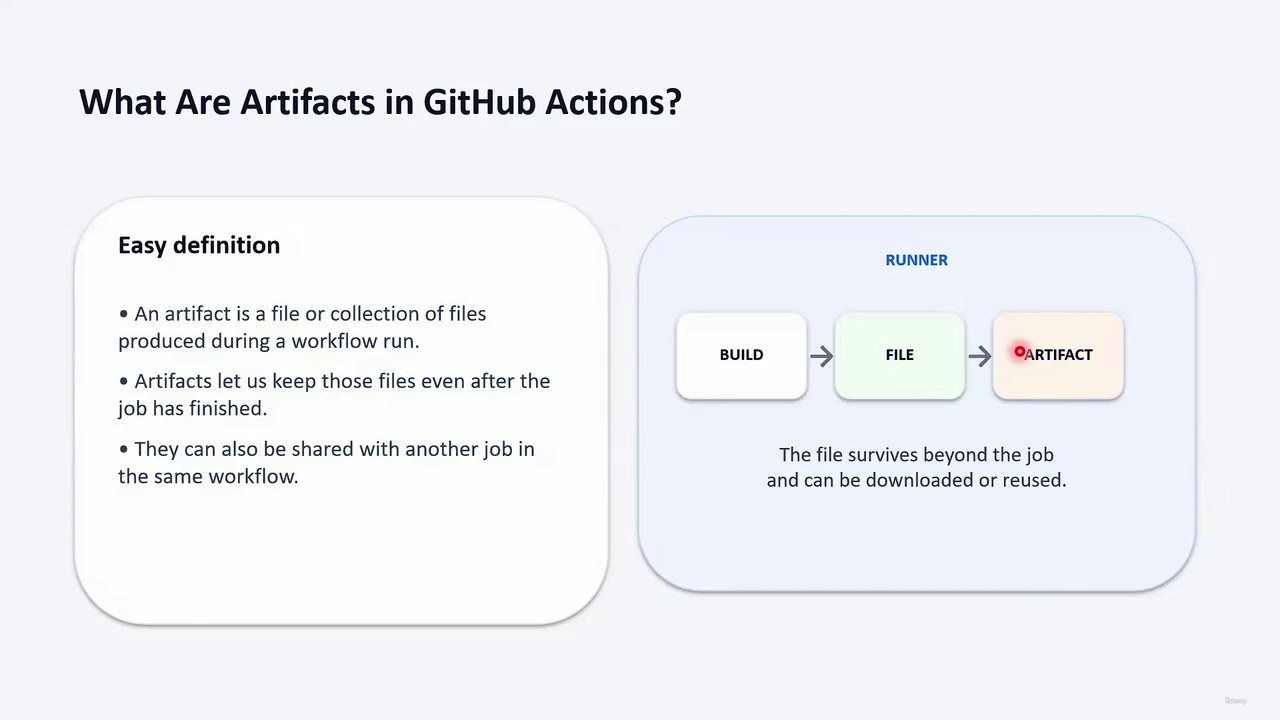 What Are Artifacts in GitHub Actions?
Easy definition
• An artifact is a file or collection of files
produced during a workflow run.
• Artifacts let us keep those files even after the
job has finished.
• They can also be shared with another job in
the same workflow.
RUNNER
BUILD
FILE
ARTIFACT
The file survives beyond the job
and can be downloaded or reused.